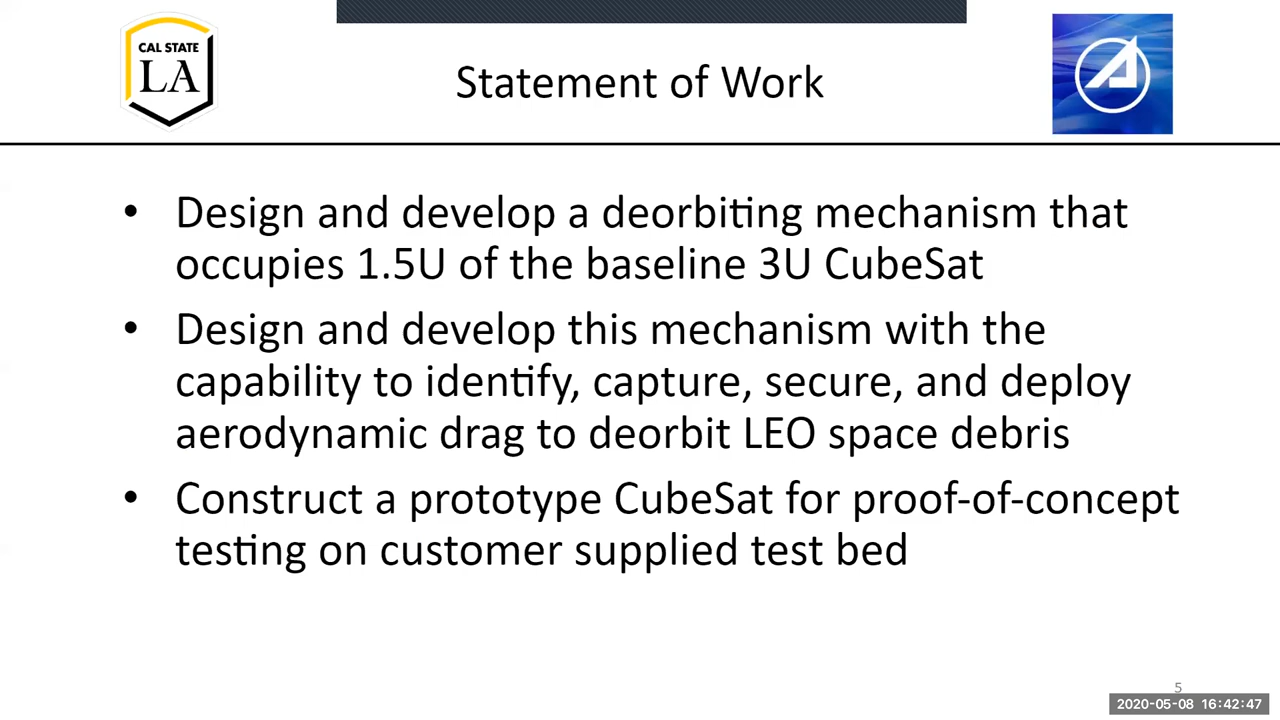 CAL STATE
LA
Statement of Work
• Design and develop a deorbiting mechanism that
occupies 1.5U of the baseline 3U CubeSat
• Design and develop this mechanism with the
capability to identify, capture, secure, and deploy
aerodynamic drag to deorbit LEO space debris
• Construct a prototype CubeSat for proof-of-concept
testing on customer supplied test bed
5
2020-05-08 16:42:47